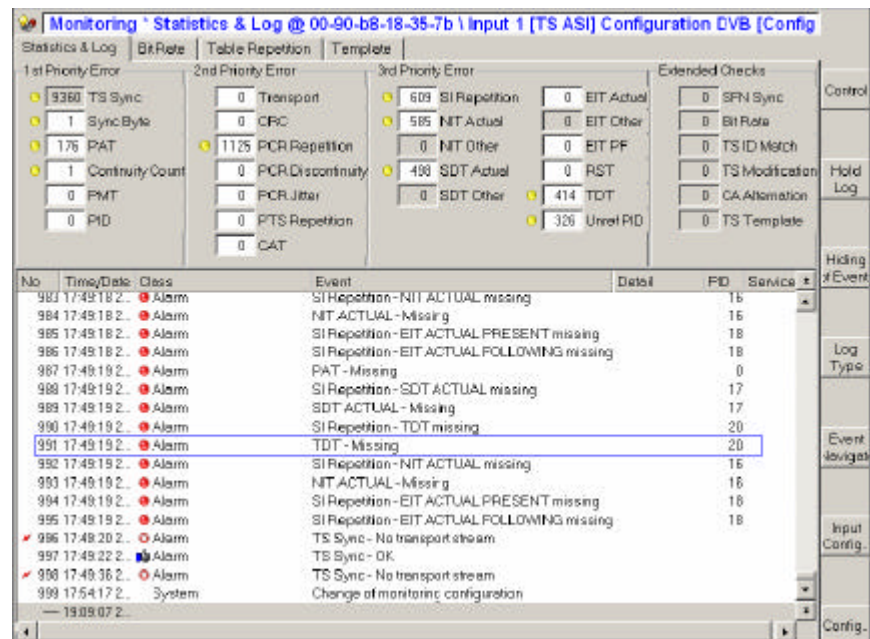 Monitoring * Statistics & Log @ 00-90-b8-18-35-7b \ Input 1 [TS ASI] Configuration DVB [Config
Statistics & Log BitRate Table Repetition Template
1st Priority Error
9360 TS Sync
1 Sync Byte
176 PAT
1 Continuity Count
0 PMT
0 PID
2nd Priority Error
0 Transport
0 CRC
1125 PCR Repetition
0 PCR Discontinuity
0 PCR Jitter
0 PTS Repetition
0 CAT
3rd Priority Error
609 SI Repetition
585 NIT Actual
0 NIT Other
498 SDT Actual
0 SDT Other
0 EIT Actual
0 EIT Other
0 EIT PF
0 RST
414 TDT
326 Unref PID
Extended Checks
0 SFN Sync
0 Bit Rate
0 TS ID Match
0 TS Modification
0 CA Alternation
0 TS Template
No Time/Date Class Event Detail PID Service
983 17:49:18 2... Alarm SI Repetition - NIT ACTUAL missing 16
984 17:49:18 2... Alarm NIT ACTUAL - Missing 16
985 17:49:18 2... Alarm SI Repetition - EIT ACTUAL PRESENT missing 18
986 17:49:18 2... Alarm SI Repetition - EIT ACTUAL FOLLOWING missing 18
987 17:49:19 2... Alarm PAT - Missing 0
988 17:49:19 2... Alarm SI Repetition - SDT ACTUAL missing 17
989 17:49:19 2... Alarm SDT ACTUAL - Missing 17
990 17:49:19 2... Alarm SI Repetition - TDT missing 20
991 17:49:19 2... Alarm TDT - Missing 20
992 17:49:19 2... Alarm SI Repetition - NIT ACTUAL missing 16
993 17:49:19 2... Alarm NIT ACTUAL - Missing 16
994 17:49:19 2... Alarm SI Repetition - EIT ACTUAL PRESENT missing 18
995 17:49:19 2... Alarm SI Repetition - EIT ACTUAL FOLLOWING missing 18
996 17:49:20 2... Alarm TS Sync - No transport stream
997 17:49:22 2... Alarm TS Sync - OK
998 17:49:36 2... Alarm TS Sync - No transport stream
999 17:54:17 2... System Change of monitoring configuration
--- 19:09:07 2...
Control
Hold
Log
Hiding
of Event
Log
Type
Event
Navigat
Input
Config..
Config..